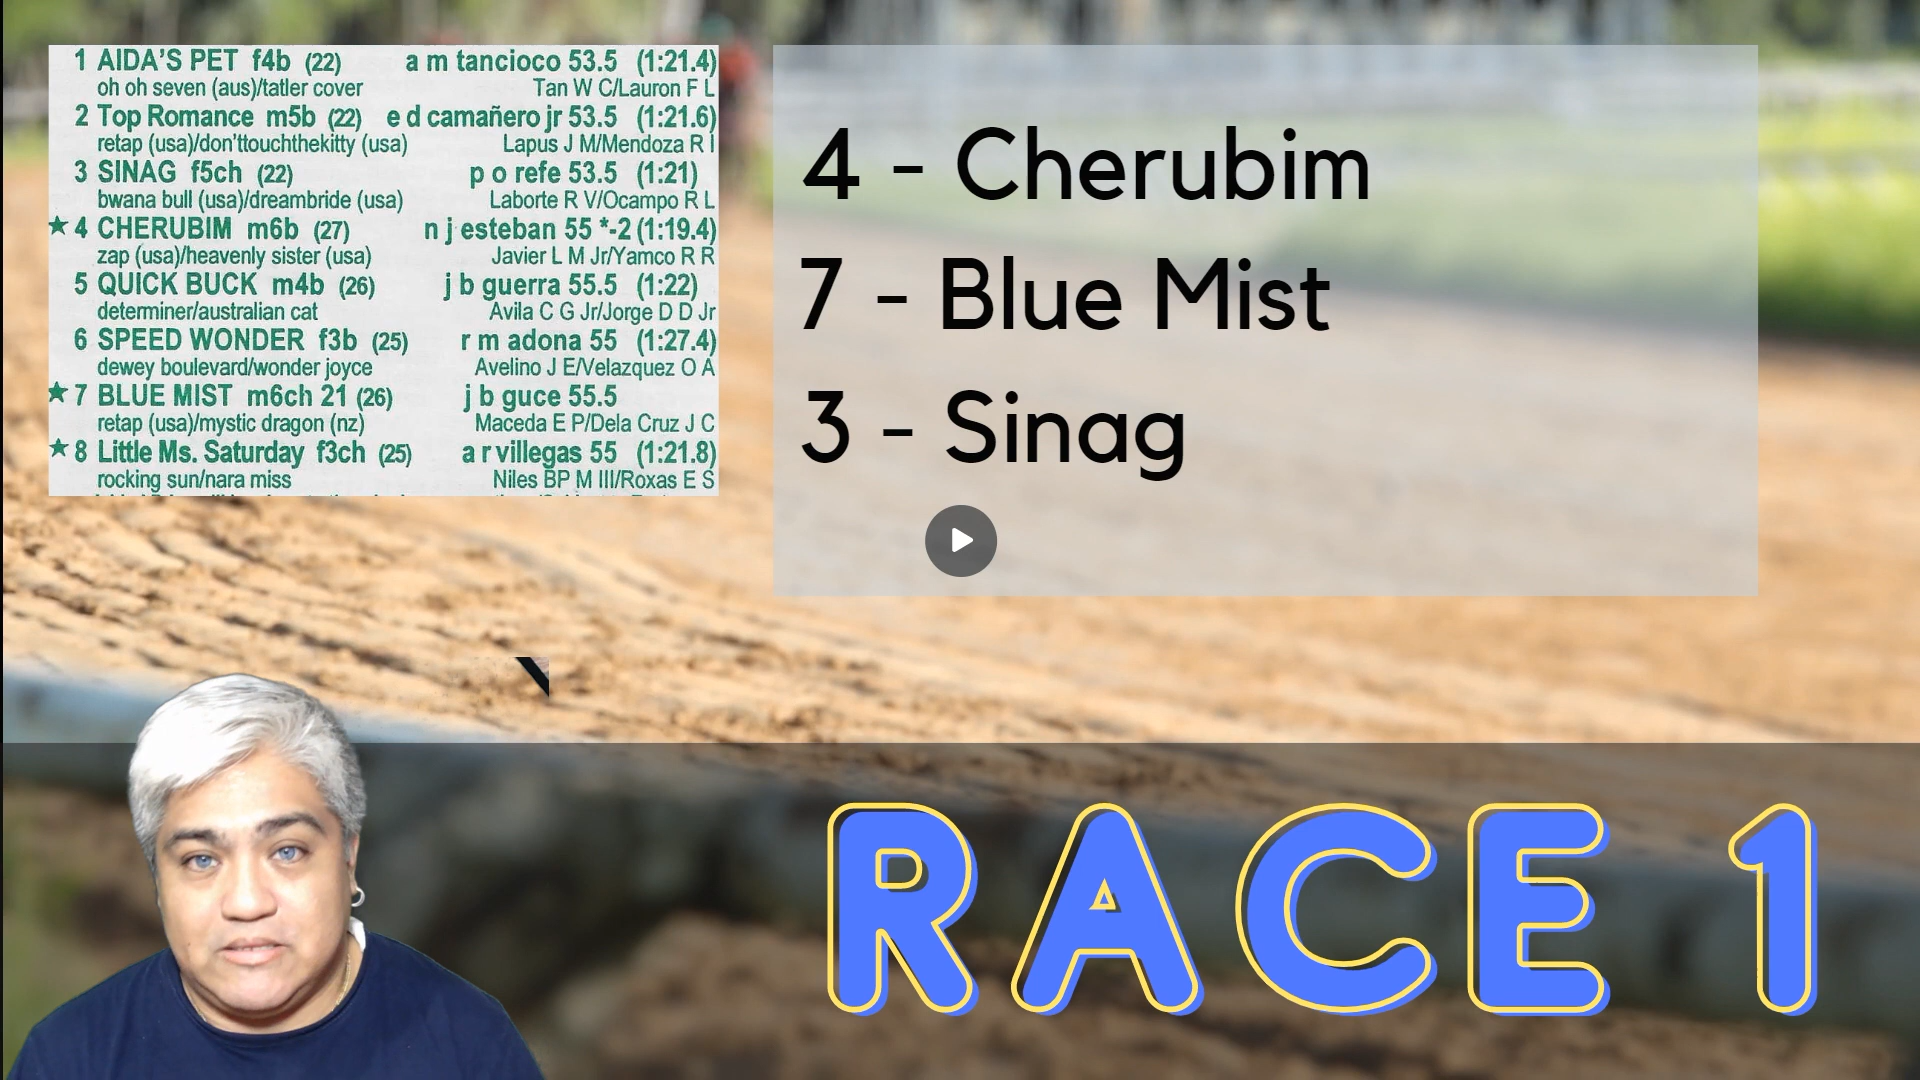 1 AIDA'S PET f4b (22) a m tancioco 53.5 (1:21.4)
oh oh seven (aus)/tatler cover Tan W C/Lauron F L
2 Top Romance m5b (22) e d camañero jr 53.5 (1:21.6)
retap (usa)/don'ttouchthekitty (usa) Lapus J M/Mendoza R I
3 SINAG f5ch (22) p o refe 53.5 (1:21)
bwana bull (usa)/dreambride (usa) Laborte R V/Ocampo R L
★ 4 CHERUBIM m6b (27) n j esteban 55 *-2 (1:19.4)
zap (usa)/heavenly sister (usa) Javier L M Jr/Yamco R R
5 QUICK BUCK m4b (26) j b guerra 55.5 (1:22)
determiner/australian cat Avila C G Jr/Jorge D D Jr
6 SPEED WONDER f3b (25) r m adona 55 (1:27.4)
dewey boulevard/wonder joyce Avelino J E/Velazquez O A
★ 7 BLUE MIST m6ch 21 (26) j b guce 55.5
retap (usa)/mystic dragon (nz) Maceda E P/Dela Cruz J C
★ 8 Little Ms. Saturday f3ch (25) a r villegas 55 (1:21.8)
rocking sun/nara miss Niles BP M III/Roxas E S
4 - Cherubim
7 - Blue Mist
3 - Sinag
RACE 1